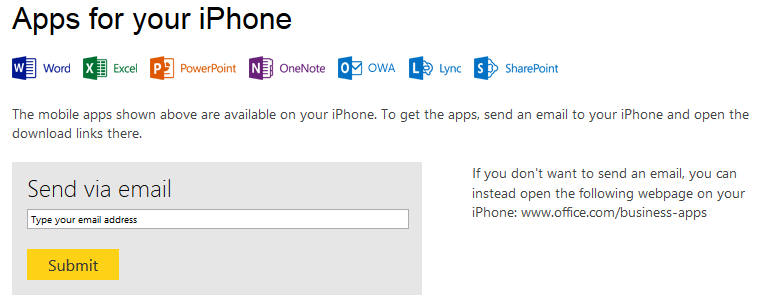 Apps for your iPhone
Word Excel PowerPoint OneNote OWA Lync SharePoint
The mobile apps shown above are available on your iPhone. To get the apps, send an email to your iPhone and open the
download links there.
Send via email
Type your email address
Submit
If you don't want to send an email, you can
instead open the following webpage on your
iPhone: www.office.com/business-apps